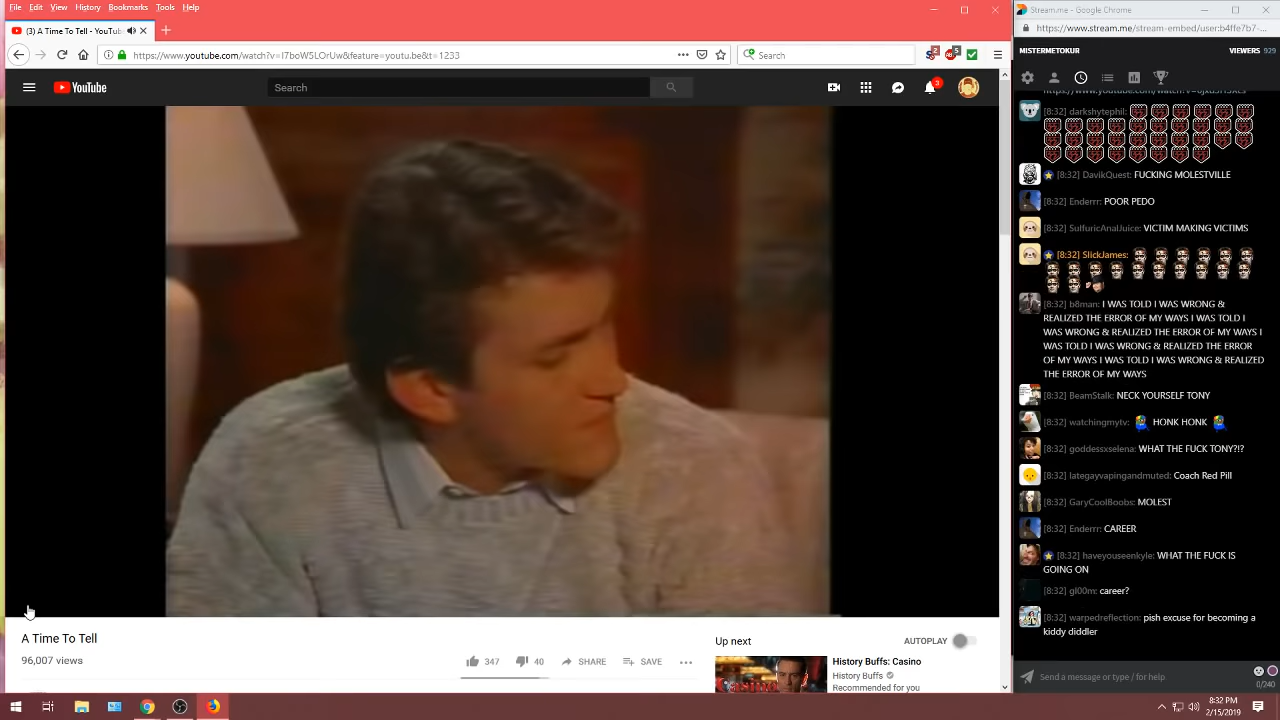 File Edit View History Bookmarks Tools Help
(3) A Time To Tell - YouTube
https://www.youtube.com/watch?v=I7boW5LOrUw&feature=youtu.be&t=1233
Search
2
5
YouTube
Search
3
A Time To Tell
96,007 views
347
40
SHARE
SAVE
Up next
AUTOPLAY
History Buffs: Casino
History Buffs
Recommended for you
Stream.me - Google Chrome
https://www.stream.me/stream-embed/user:b4ffe7b7-...
MISTERMETOKUR
VIEWERS 929
[8:32] darkshytephil:
[8:32] DavikQuest: FUCKING MOLESTVILLE
[8:32] Enderrr: POOR PEDO
[8:32] SulfuricAnalJuice: VICTIM MAKING VICTIMS
[8:32] SlickJames:
[8:32] b8man: I WAS TOLD I WAS WRONG &
REALIZED THE ERROR OF MY WAYS I WAS TOLD I
WAS WRONG & REALIZED THE ERROR OF MY WAYS I
WAS TOLD I WAS WRONG & REALIZED THE ERROR
OF MY WAYS I WAS TOLD I WAS WRONG & REALIZED
THE ERROR OF MY WAYS
[8:32] BeamStalk: NECK YOURSELF TONY
[8:32] watchingmytv: HONK HONK
[8:32] goddessxselena: WHAT THE FUCK TONY?!?
[8:32] lategayvapingandmuted: Coach Red Pill
[8:32] GaryCoolBoobs: MOLEST
[8:32] Enderrr: CAREER
[8:32] haveyouseenkyle: WHAT THE FUCK IS
GOING ON
[8:32] gl00m: career?
[8:32] warpedreflection: pish excuse for becoming a
kiddy diddler
Send a message or type / for help
0/240
8:32 PM
2/15/2019